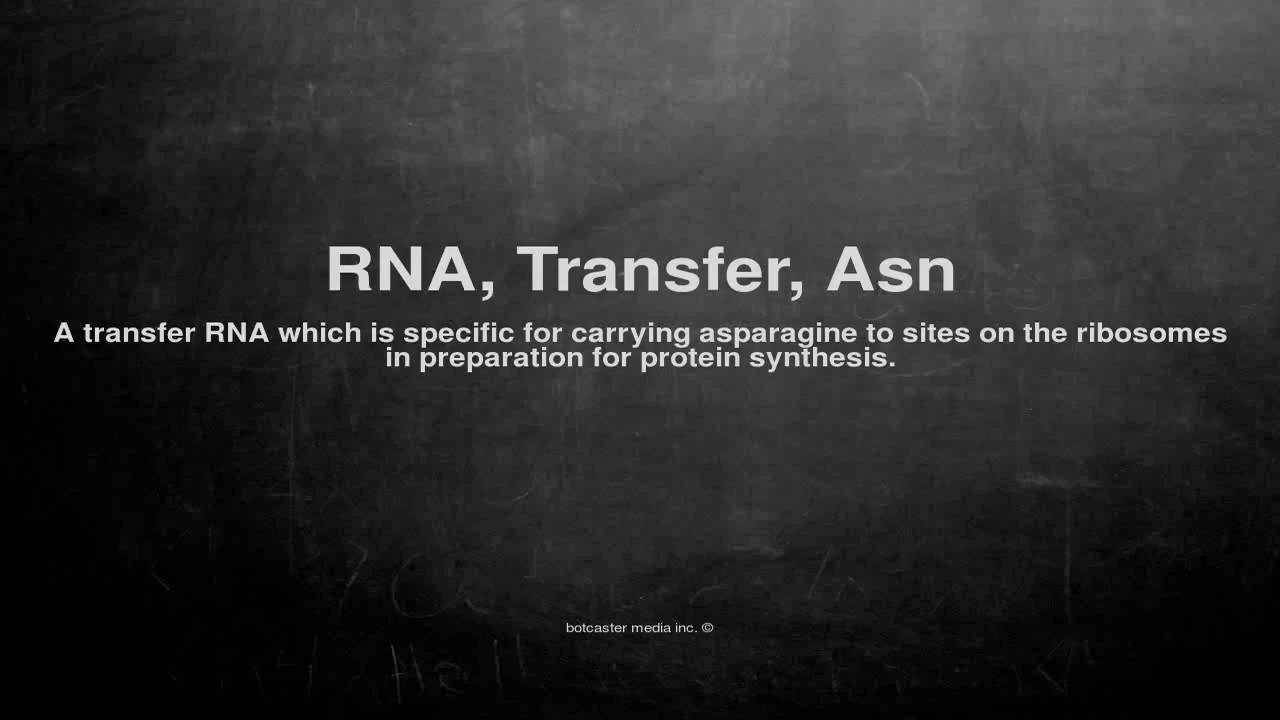 RNA, Transfer, Asn
A transfer RNA which is specific for carrying asparagine to sites on the ribosomes
in preparation for protein synthesis.
botcaster media inc. ©